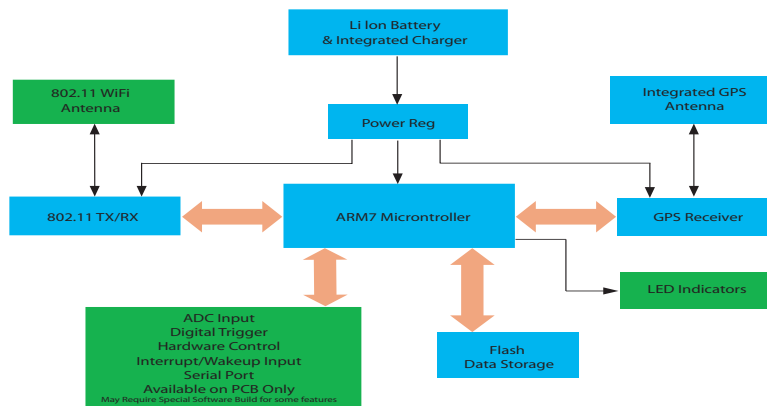 Li Ion Battery
& Integrated Charger
802.11 WiFi
Antenna
Integrated GPS
Antenna
Power Reg
802.11 TX/RX
ARM7 Microntroller
GPS Receiver
LED Indicators
ADC Input
Digital Trigger
Hardware Control
Interrupt/Wakeup Input
Serial Port
Available on PCB Only
May Require Special Software Build for some features
Flash
Data Storage